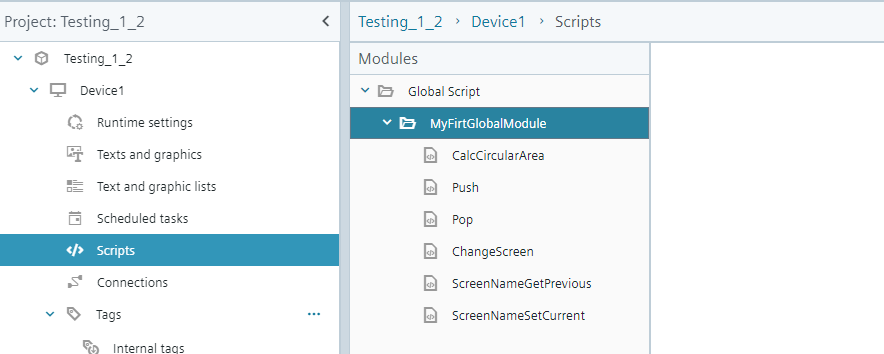 Project: Testing_1_2
Testing_1_2
Device1
Runtime settings
Texts and graphics
Text and graphic lists
Scheduled tasks
Scripts
Connections
Tags
Internal tags
Testing_1_2 > Device1 > Scripts
Modules
Global Script
MyFirtGlobalModule
CalcCircularArea
Push
Pop
ChangeScreen
ScreenNameGetPrevious
ScreenNameSetCurrent